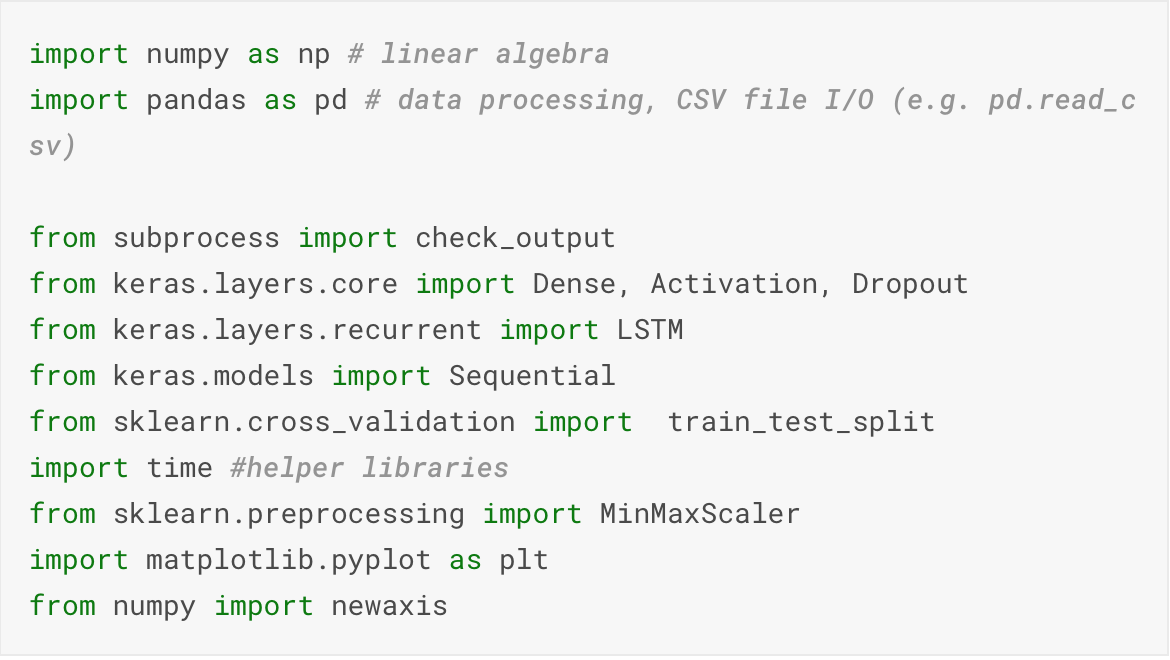 import numpy as np # linear algebra
import pandas as pd # data processing, CSV file I/O (e.g. pd.read_c
sv)
from subprocess import check_output
from keras.layers.core import Dense, Activation, Dropout
from keras.layers.recurrent import LSTM
from keras.models import Sequential
from sklearn.cross_validation import  train_test_split
import time #helper libraries
from sklearn.preprocessing import MinMaxScaler
import matplotlib.pyplot as plt
from numpy import newaxis